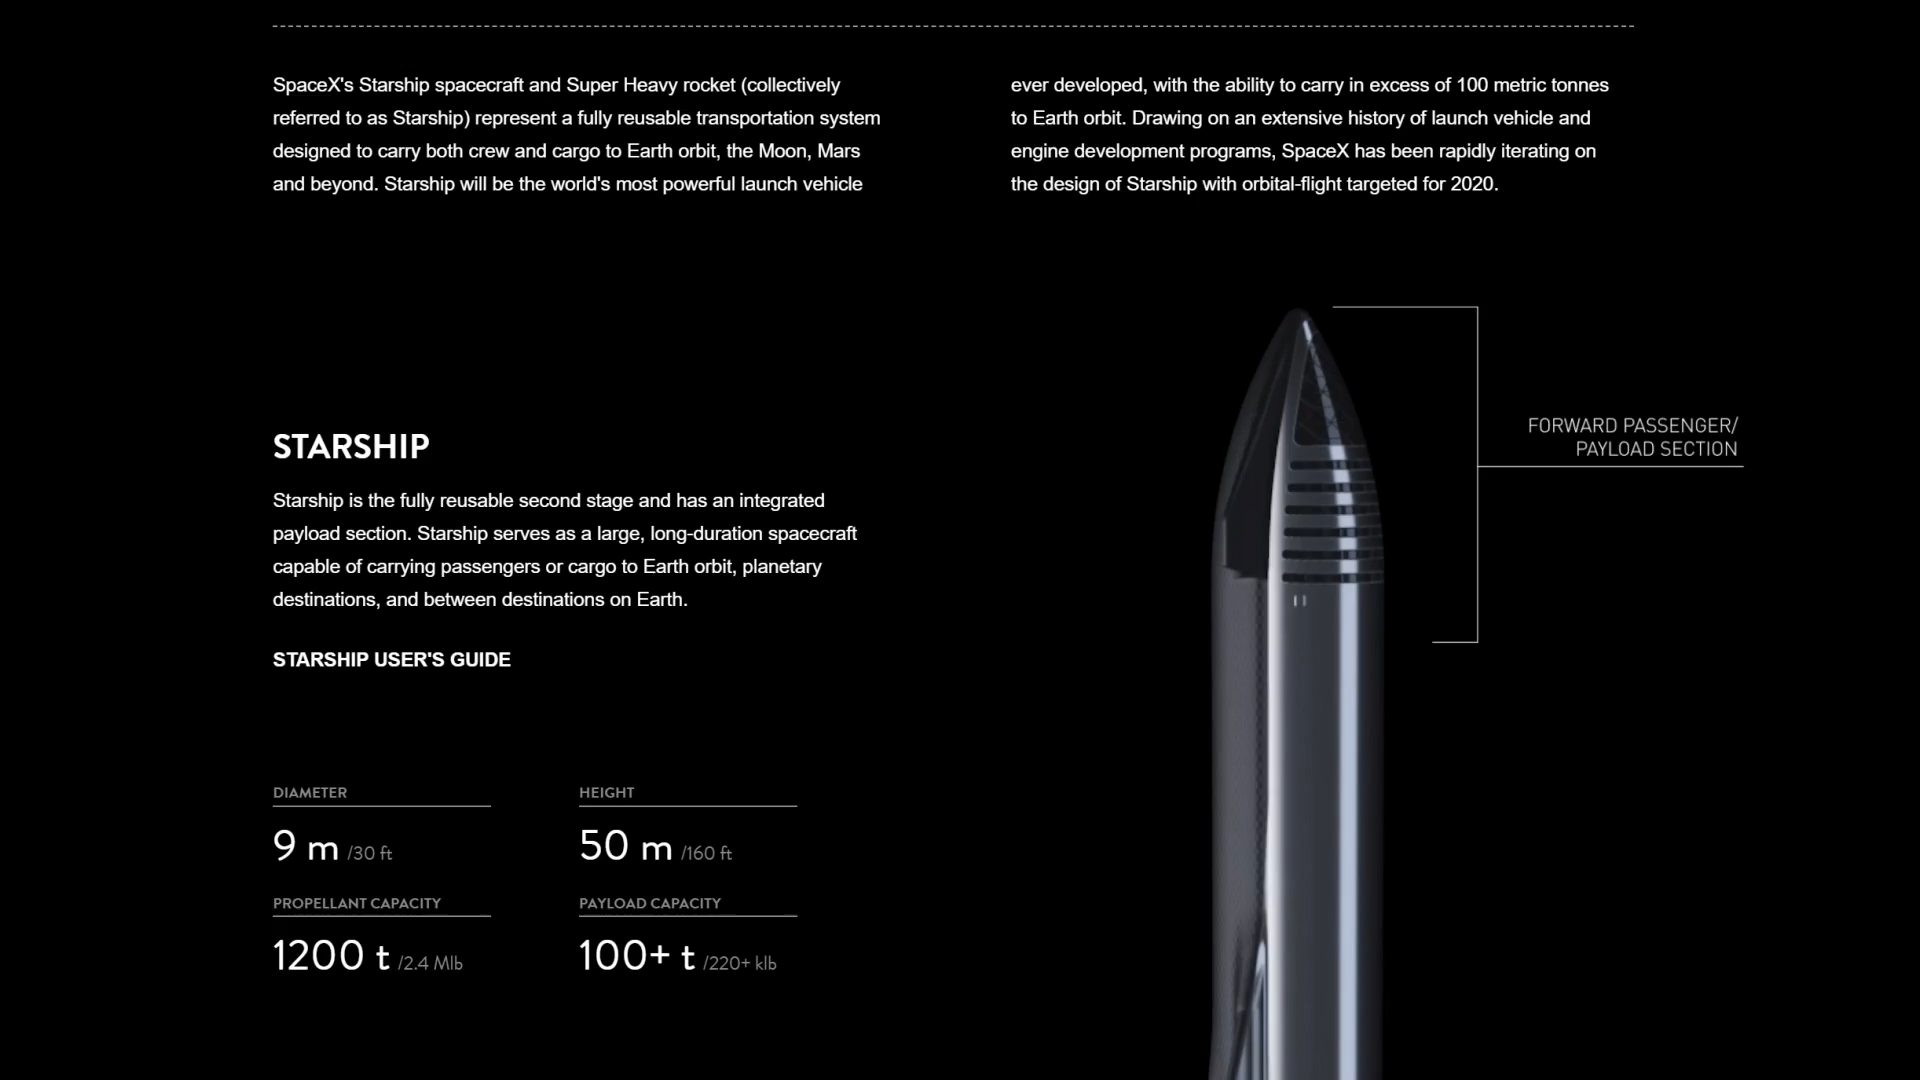 SpaceX's Starship spacecraft and Super Heavy rocket (collectively
referred to as Starship) represent a fully reusable transportation system
designed to carry both crew and cargo to Earth orbit, the Moon, Mars
and beyond. Starship will be the world's most powerful launch vehicle
ever developed, with the ability to carry in excess of 100 metric tonnes
to Earth orbit. Drawing on an extensive history of launch vehicle and
engine development programs, SpaceX has been rapidly iterating on
the design of Starship with orbital-flight targeted for 2020.
STARSHIP
Starship is the fully reusable second stage and has an integrated
payload section. Starship serves as a large, long-duration spacecraft
capable of carrying passengers or cargo to Earth orbit, planetary
destinations, and between destinations on Earth.
STARSHIP USER'S GUIDE
DIAMETER
9 m /30 ft
HEIGHT
50 m /160 ft
PROPELLANT CAPACITY
1200 t /2.4 Mlb
PAYLOAD CAPACITY
100+ t /220+ klb
FORWARD PASSENGER/
PAYLOAD SECTION